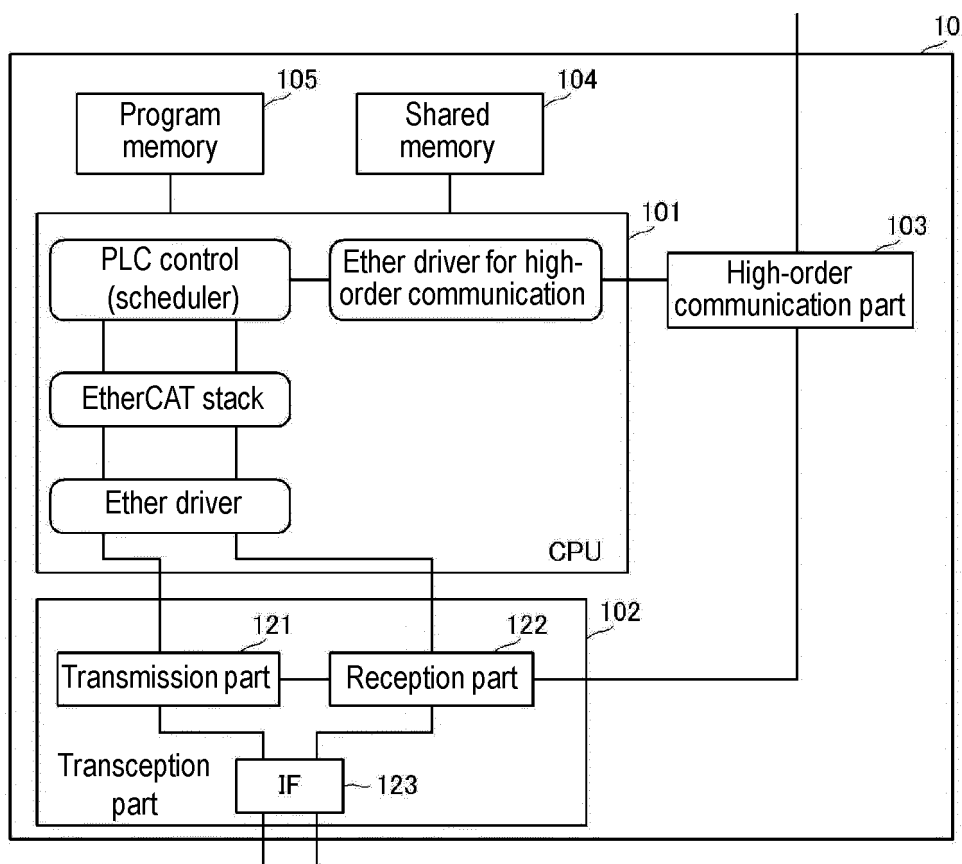 10
105
104
Program
memory
Shared
memory
101
103
PLC control
(scheduler)
Ether driver for high-
order communication
High-order
communication part
EtherCAT stack
Ether driver
CPU
102
121
122
Transmission part
Reception part
Transception
part
IF
123